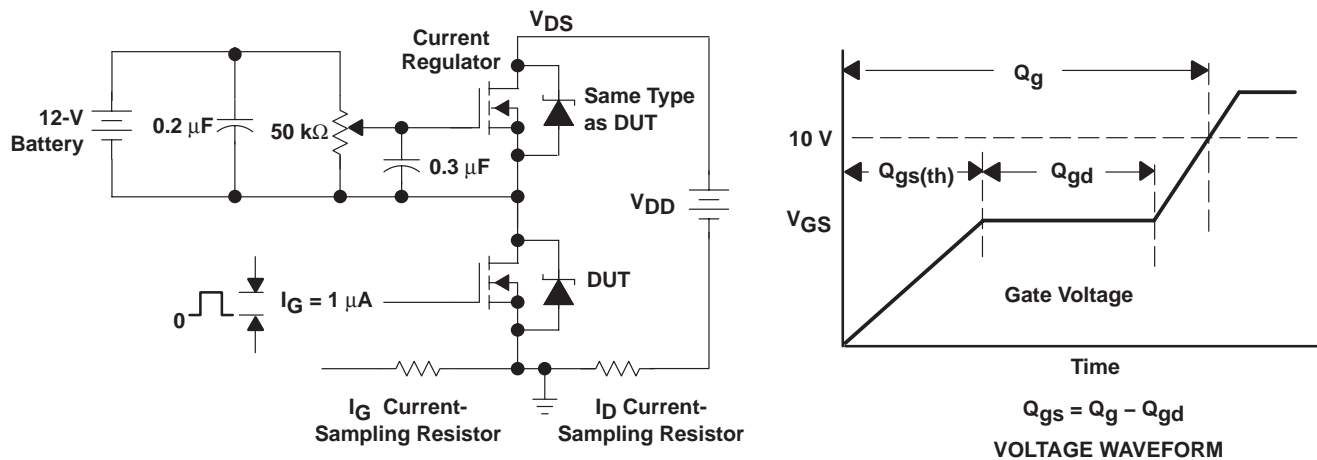 VDS
Current
Regulator
12-V
Battery
0.2 μF
50 kΩ
0.3 μF
Same Type
as DUT
VDD
DUT
0
IG = 1 μA
IG Current-
Sampling Resistor
ID Current-
Sampling Resistor
Qg
10 V
Qgs(th)
Qgd
VGS
Gate Voltage
Time
Qgs = Qg – Qgd
VOLTAGE WAVEFORM